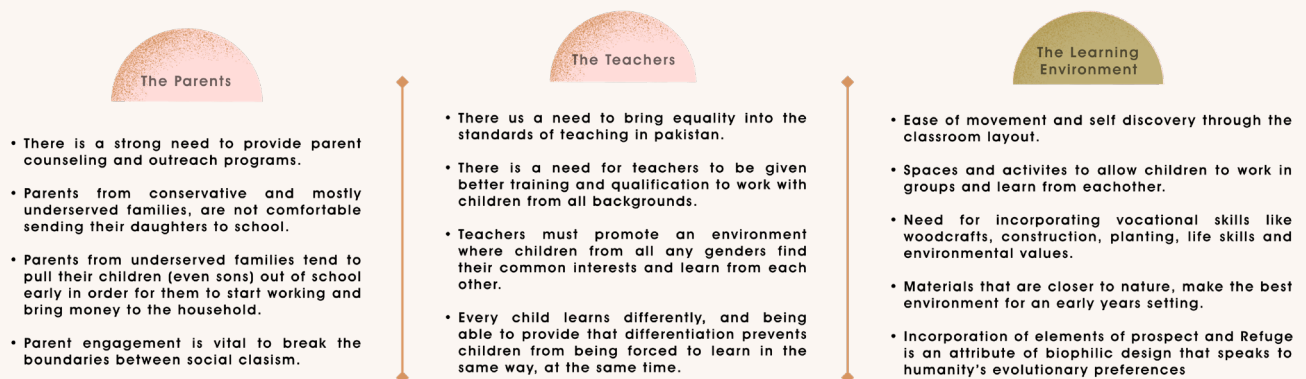 The Parents
• There is a strong need to provide parent
counseling and outreach programs.
• Parents from conservative and mostly
underserved families, are not comfortable
sending their daughters to school.
• Parents from underserved families tend to
pull their children (even sons) out of school
early in order for them to start working and
bring money to the household.
• Parent engagement is vital to break the
boundaries between social clasism.
The Teachers
• There us a need to bring equality into the
standards of teaching in pakistan.
• There is a need for teachers to be given
better training and qualification to work with
children from all backgrounds.
• Teachers must promote an environment
where children from all any genders find
their common interests and learn from each
other.
• Every child learns differently, and being
able to provide that differentiation prevents
children from being forced to learn in the
same way, at the same time.
The Learning
Environment
• Ease of movement and self discovery through the
classroom layout.
• Spaces and activites to allow children to work in
groups and learn from eachother.
• Need for incorporating vocational skills like
woodcrafts, construction, planting, life skills and
environmental values.
• Materials that are closer to nature, make the best
environment for an early years setting.
• Incorporation of elements of prospect and Refuge
is an attribute of biophilic design that speaks to
humanity's evolutionary preferences